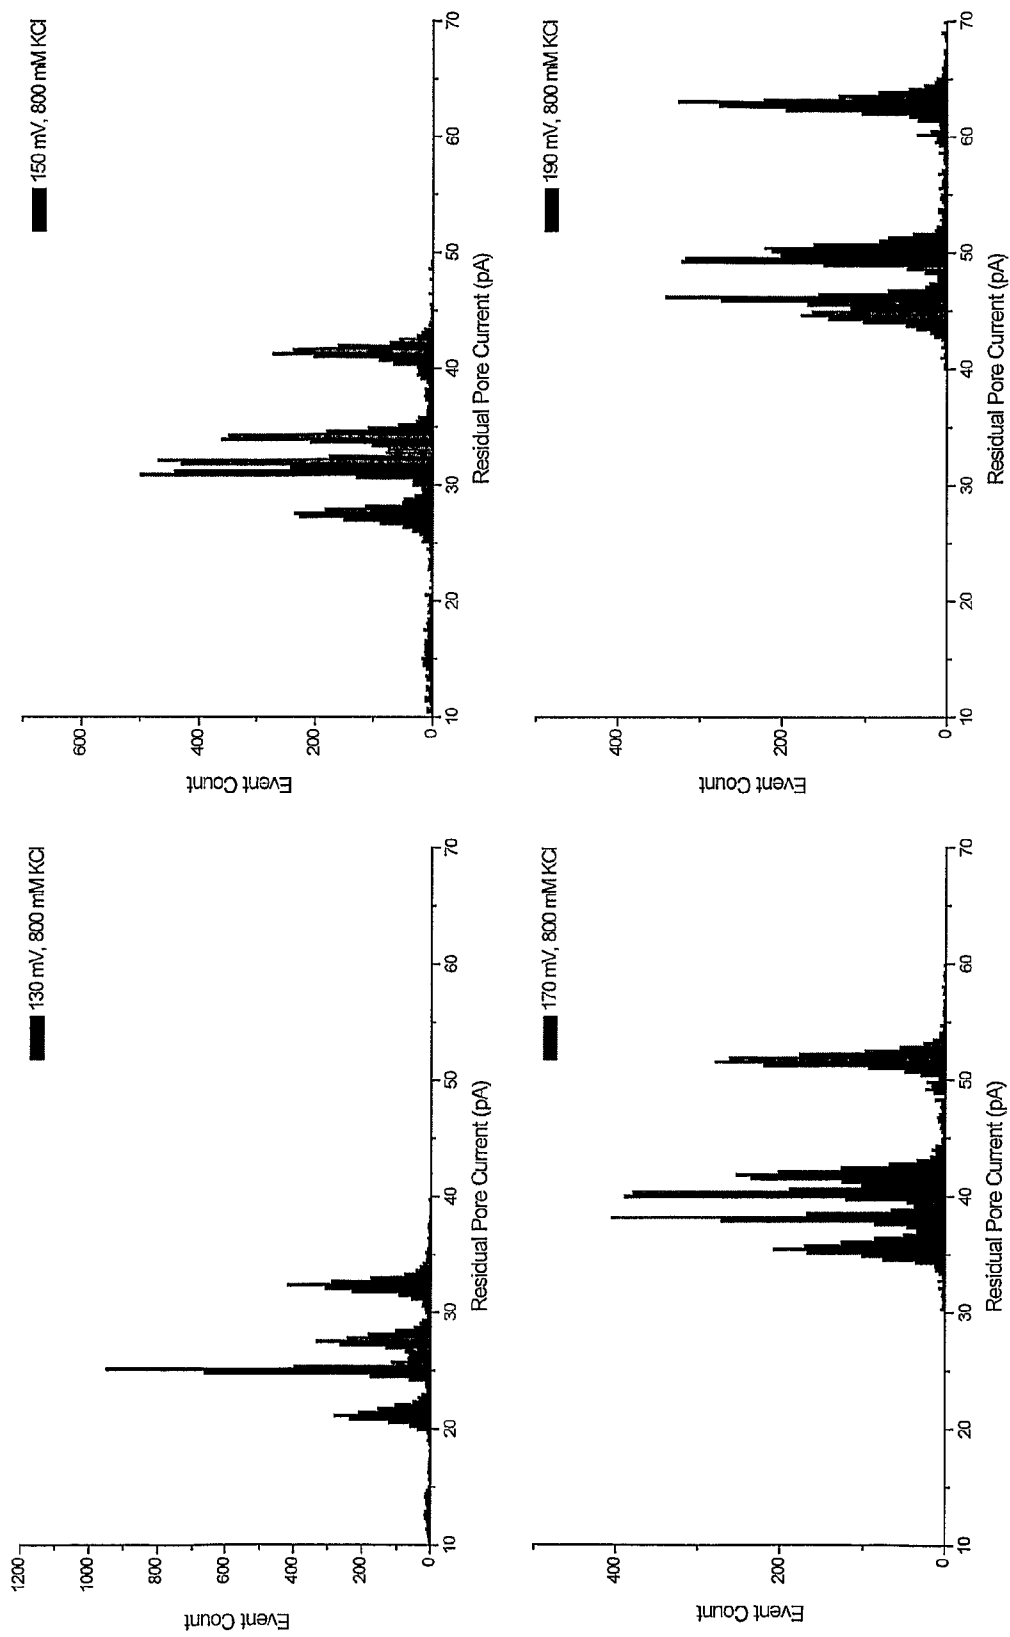 130 mV, 800 mM KCl
1200
1000
800
600
400
200
0
Event Count
10 20 30 40 50 60 70
Residual Pore Current (pA)
150 mV, 800 mM KCl
600
400
200
0
Event Count
10 20 30 40 50 60 70
Residual Pore Current (pA)
170 mV, 800 mM KCl
400
200
0
Event Count
10 20 30 40 50 60 70
Residual Pore Current (pA)
190 mV, 800 mM KCl
400
200
0
Event Count
10 20 30 40 50 60 70
Residual Pore Current (pA)